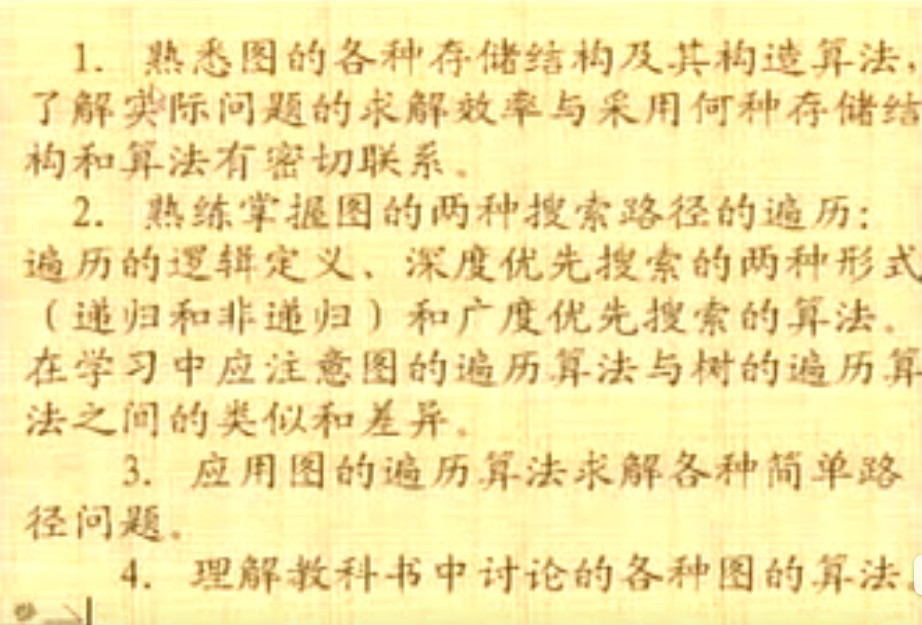 1. 熟悉图的各种存储结构及其构造算法,
了解实际问题的求解效率与采用何种存储结
构和算法有密切联系。
2. 熟练掌握图的两种搜索路径的遍历:
遍历的逻辑定义、深度优先搜索的两种形式
(递归和非递归)和广度优先搜索的算法。
在学习中应注意图的遍历算法与树的遍历算
法之间的类似和差异。
3. 应用图的遍历算法求解各种简单路
径问题。
4. 理解教科书中讨论的各种图的算法。